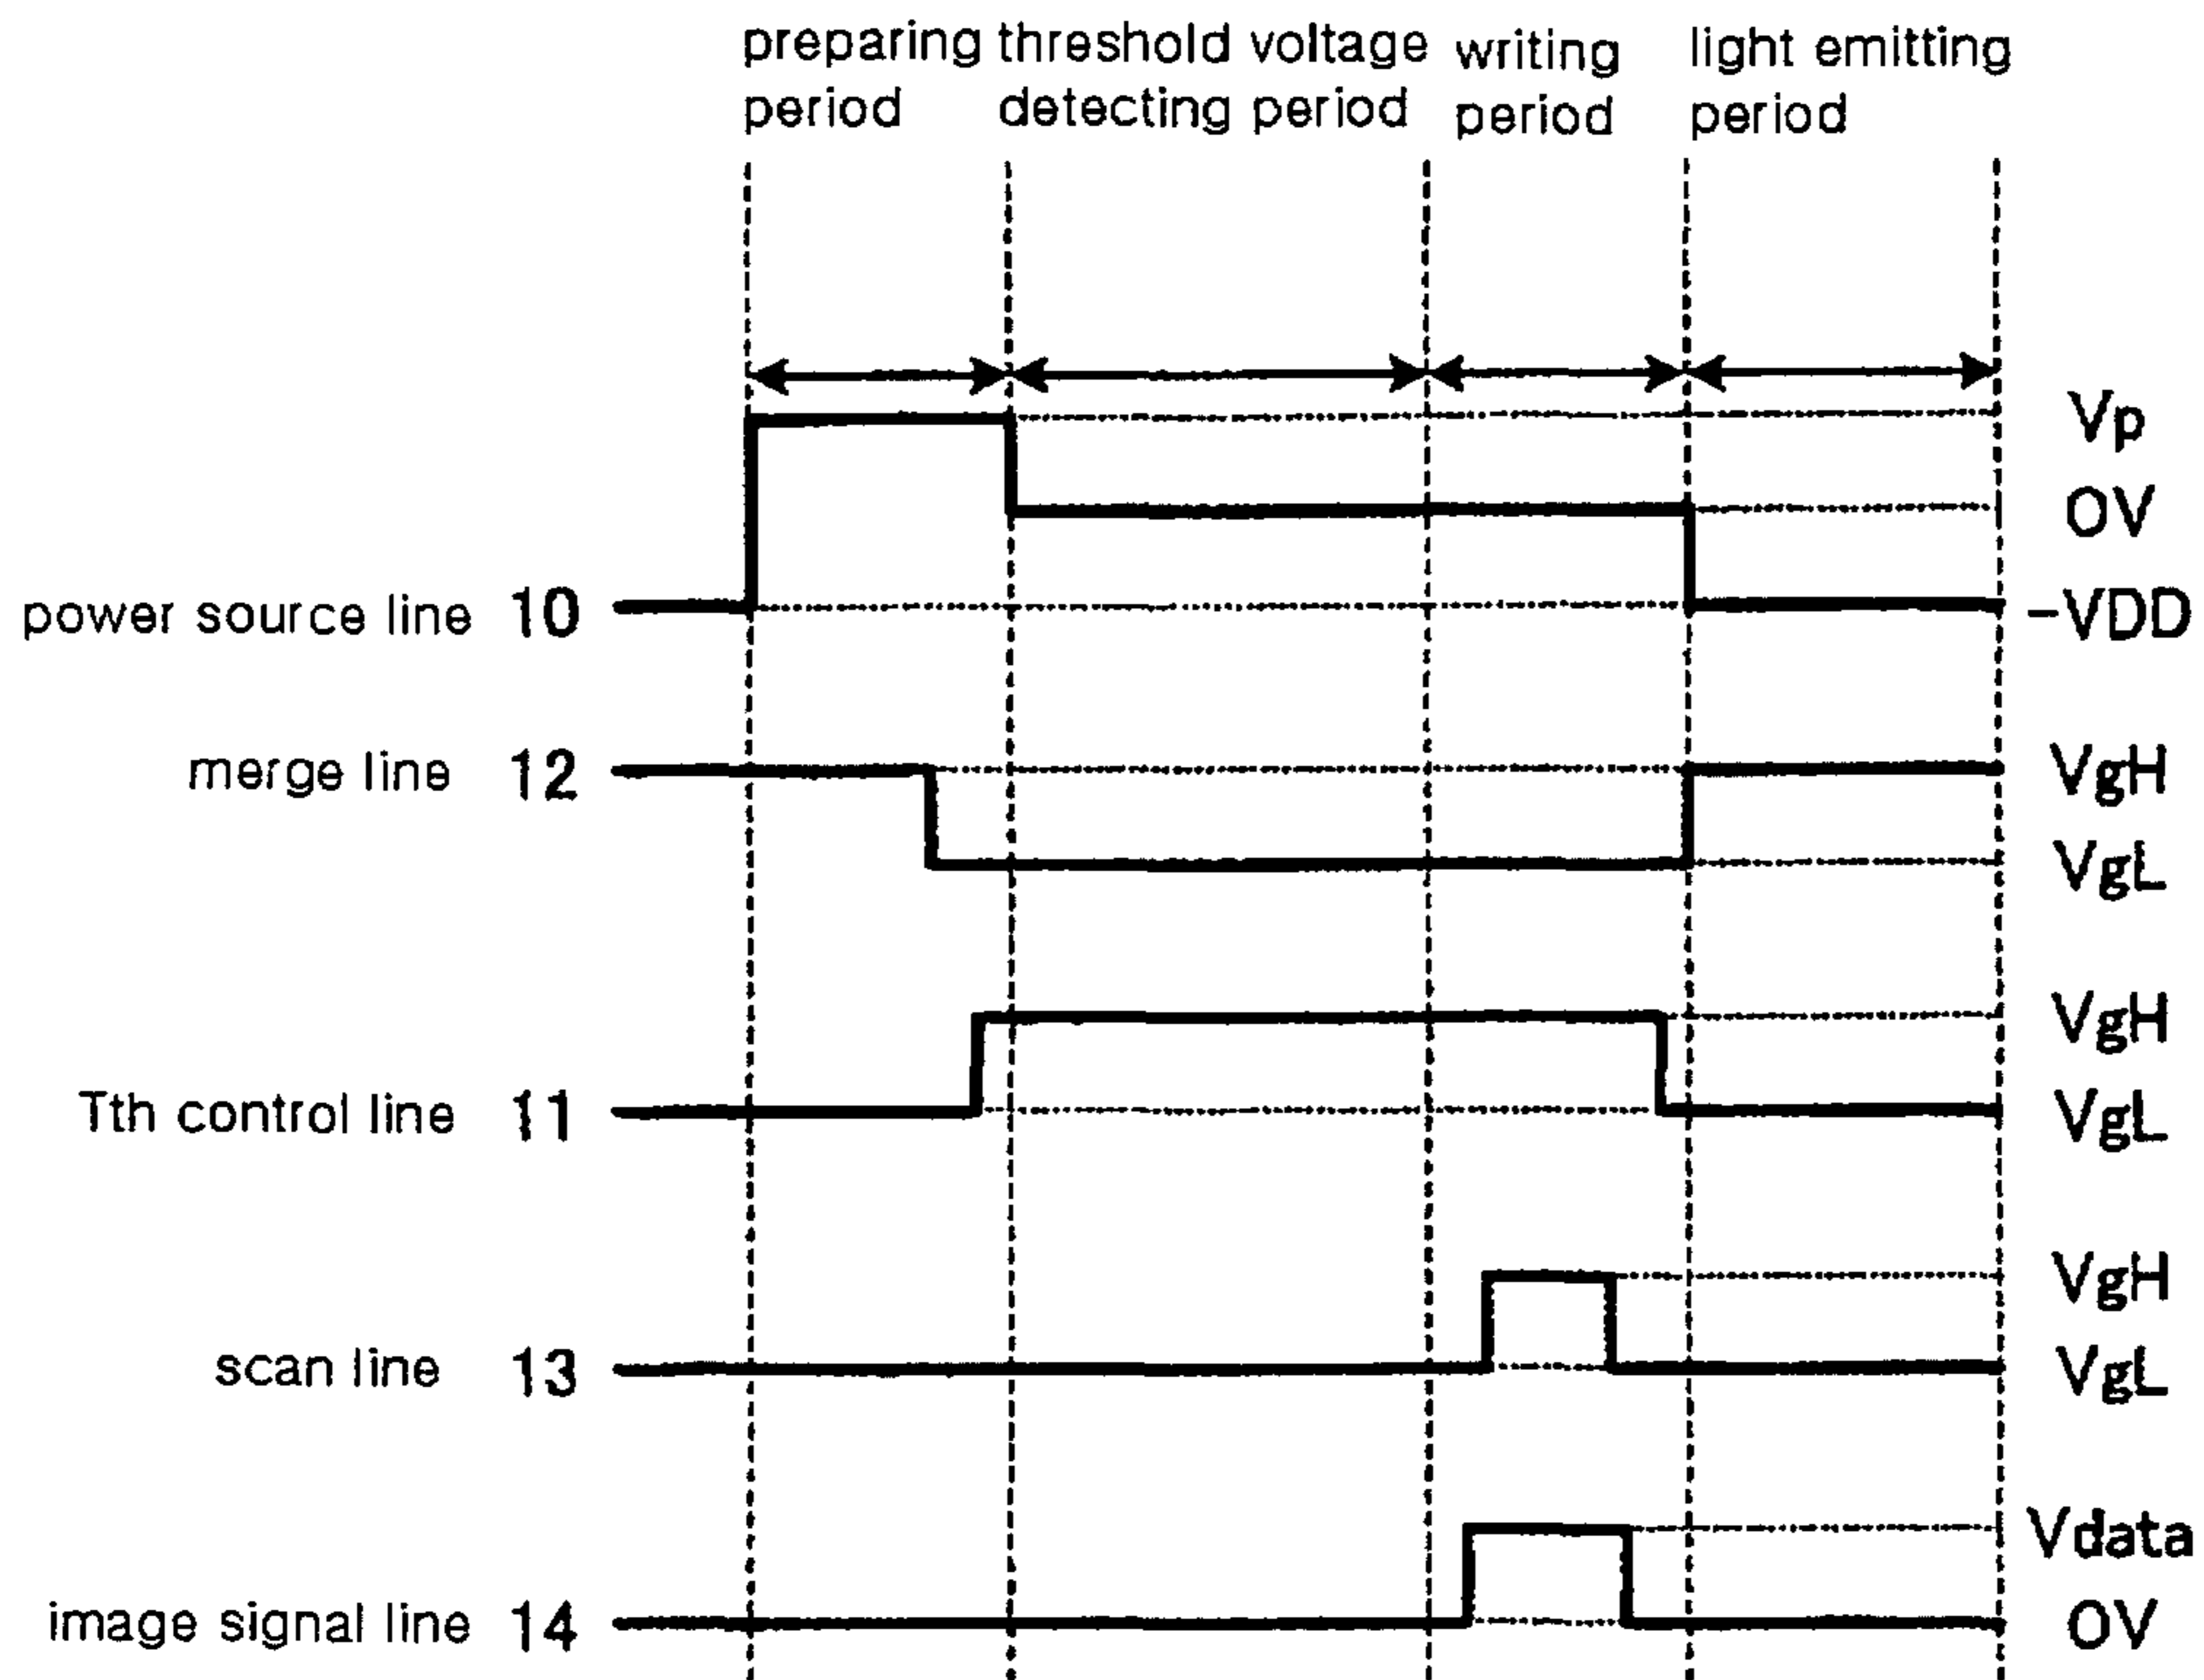 preparing threshold voltage writing light emitting
period detecting period period period
Vp
OV
power source line 10 -VDD
merge line 12 VgH
VgL
VgH
Tth control line 11 VgL
VgH
scan line 13 VgL
Vdata
image signal line 14 OV